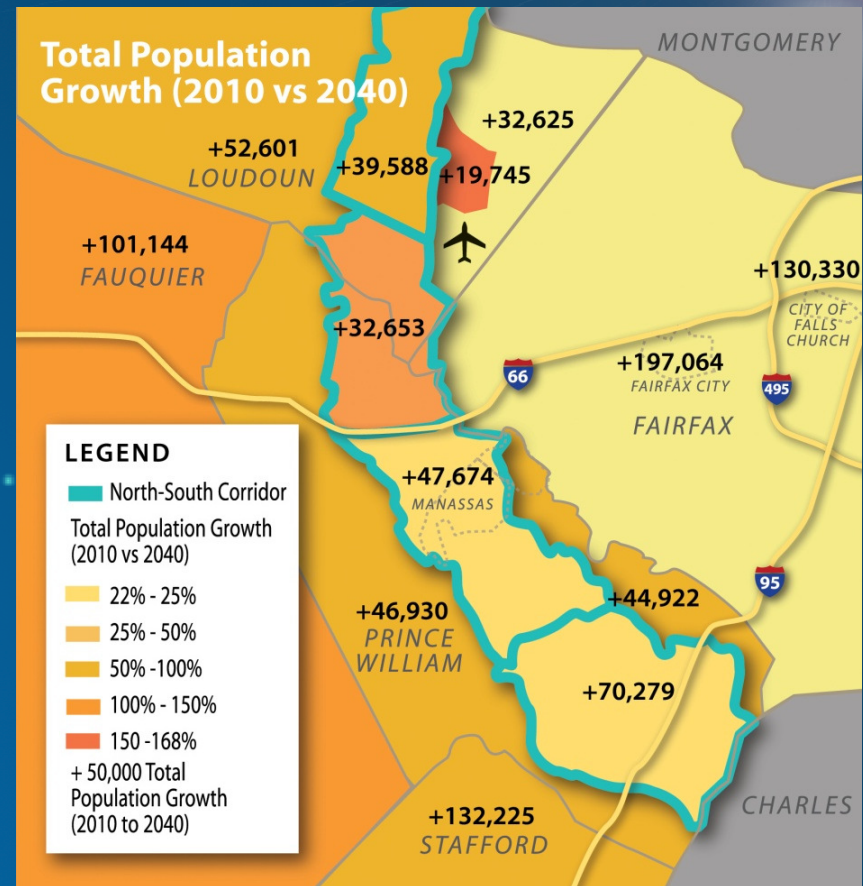 Total Population
Growth (2010 vs 2040)
MONTGOMERY
+32,625
+52,601
LOUDOUN
+39,588
+19,745
+101,144
FAUQUIER
+130,330
CITY OF
FALLS
CHURCH
+32,653
+197,064
FAIRFAX CITY
66
495
FAIRFAX
LEGEND
North-South Corridor
Total Population Growth
(2010 vs 2040)
22% - 25%
25% - 50%
50% -100%
100% - 150%
150 -168%
+ 50,000 Total
Population Growth
(2010 to 2040)
+47,674
MANASSAS
95
+44,922
+46,930
PRINCE
WILLIAM
+70,279
+132,225
STAFFORD
CHARLES